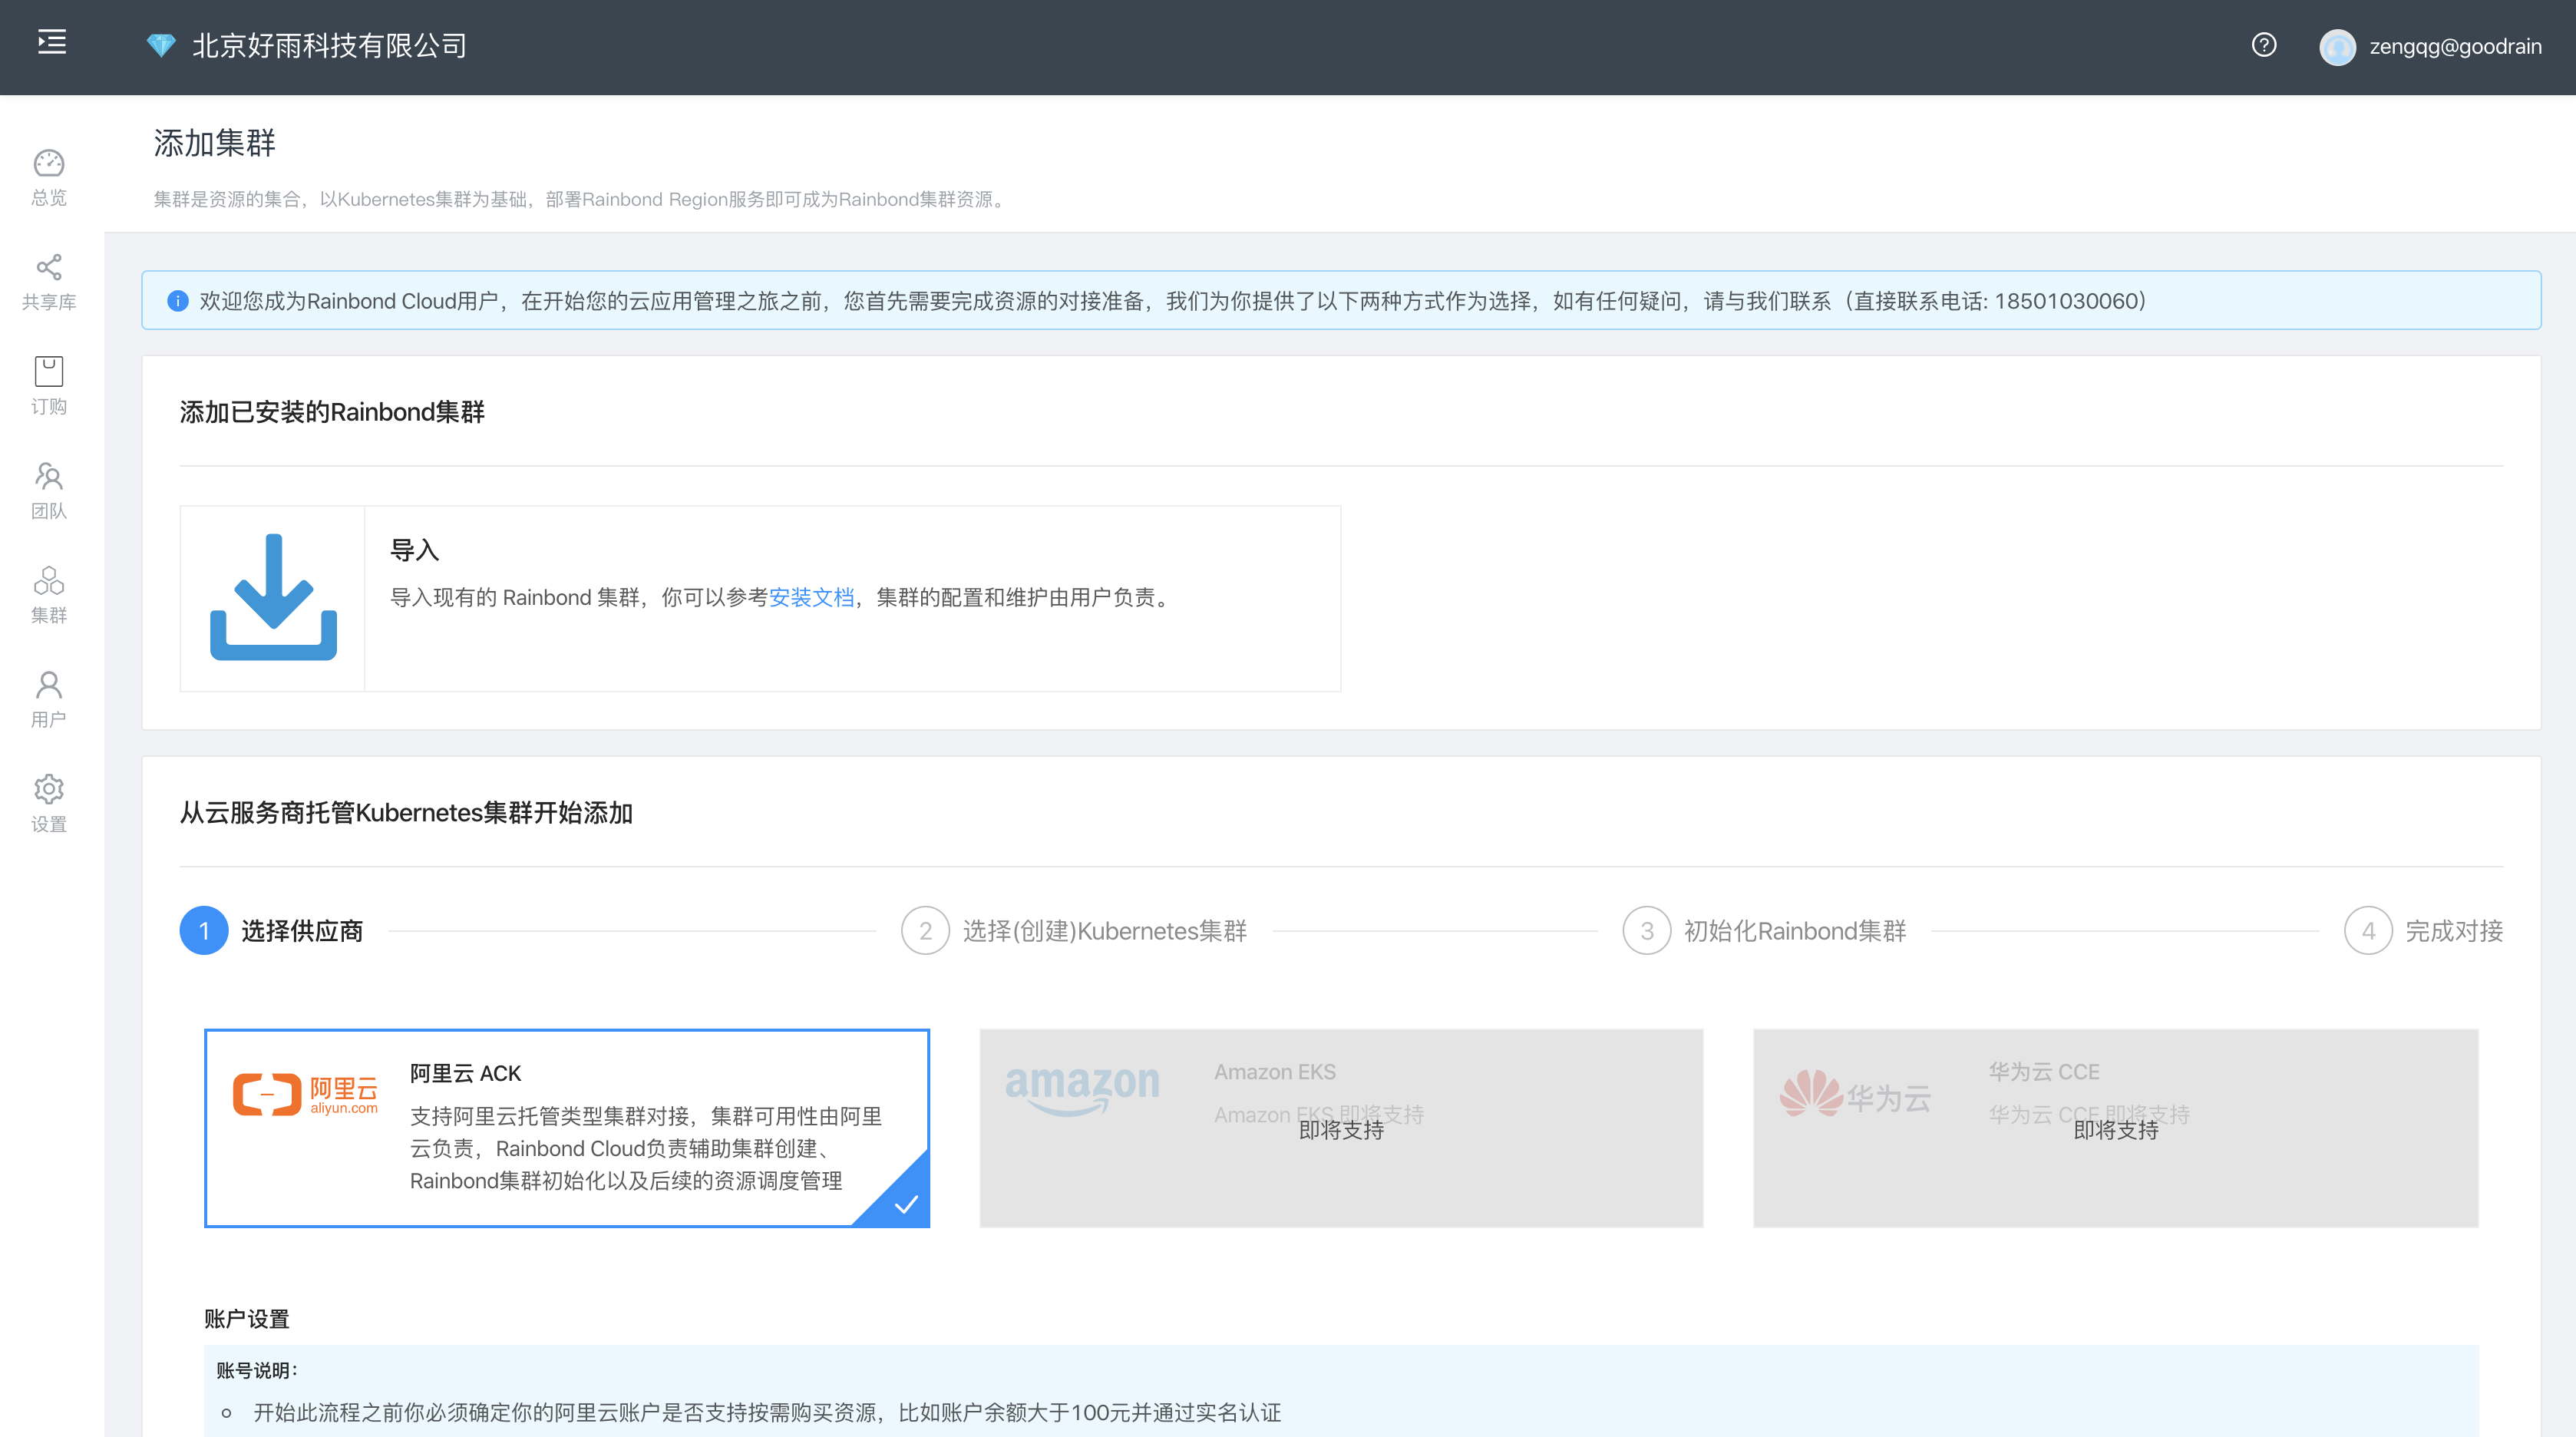 北京好雨科技有限公司
zengqg@goodrain
总览
共享库
订购
团队
集群
用户
设置
添加集群
集群是资源的集合，以Kubernetes集群为基础，部署Rainbond Region服务即可成为Rainbond集群资源。
欢迎您成为Rainbond Cloud用户，在开始您的云应用管理之旅之前，您首先需要完成资源的对接准备，我们为你提供了以下两种方式作为选择，如有任何疑问，请与我们联系（直接联系电话: 18501030060）
添加已安装的Rainbond集群
导入
导入现有的 Rainbond 集群，你可以参考安装文档，集群的配置和维护由用户负责。
从云服务商托管Kubernetes集群开始添加
1 选择供应商
2 选择(创建)Kubernetes集群
3 初始化Rainbond集群
4 完成对接
阿里云
aliyun.com
阿里云 ACK
支持阿里云托管类型集群对接，集群可用性由阿里
云负责，Rainbond Cloud负责辅助集群创建、
Rainbond集群初始化以及后续的资源调度管理
amazon
Amazon EKS
Amazon EKS 即将支持
即将支持
华为云
华为云 CCE
华为云 CCE 即将支持
即将支持
账户设置
账号说明：
开始此流程之前你必须确定你的阿里云账户是否支持按需购买资源，比如账户余额大于100元并通过实名认证